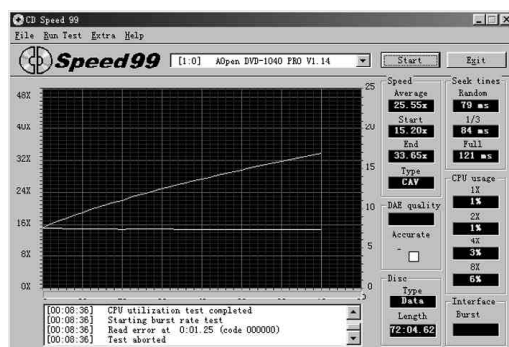 CD Speed 99
File Run Test Extra Help
CD Speed99
[1:0] AOpen DVD-1040 PRO V1.14
Start
Exit
48X
40X
32X
24X
16X
8X
0X
25
20
15
10
5
Speed
Average
25.55x
Start
15.20x
End
33.65x
Type
CAV
DAE quality
Accurate
Disc
Type
Data
Length
72:04.62
Seek times
Random
79 ms
1/3
84 ms
Full
121 ms
CPU usage
1X
1%
2X
1%
4X
3%
8X
6%
Interface
Burst
[00:08:36] CPU utilization test completed
[00:08:36] Starting burst rate test
[00:08:36] Read error at 0:01.25 (code 000000)
[00:08:36] Test aborted